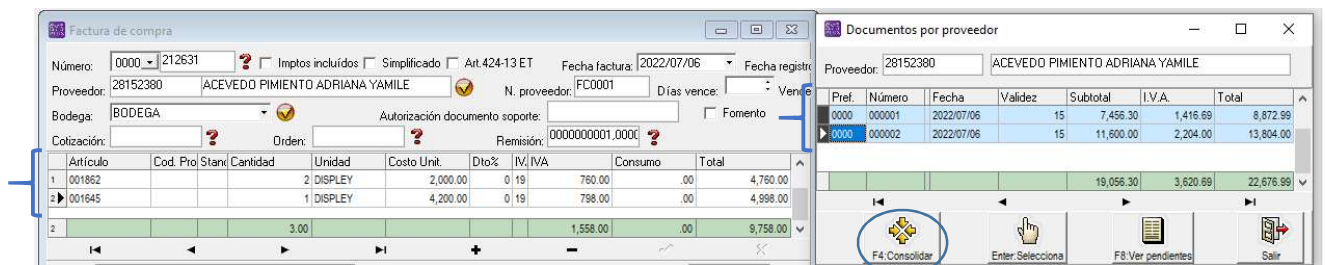 Factura de compra
Número: 0000 212631 ? Imptos incluídos Simplificado Art.424-13 ET Fecha factura: 2022/07/06 Fecha registro
Proveedor: 28152380 ACEVEDO PIMIENTO ADRIANA YAMILE N. proveedor: FC0001 Días vence: Vende
Bodega: BODEGA Autorización documento soporte: Fomento
Cotización: ? Orden: ? Remisión: 0000000001,000( ?
Artículo Cod. Pro Stand Cantidad Unidad Costo Unit. Dto% IV. IVA Consumo Total
1 001862 2 DISPLEY 2,000.00 0 19 760.00 .00 4,760.00
2 001645 1 DISPLEY 4,200.00 0 19 798.00 .00 4,998.00
2 3.00 1,558.00 .00 9,758.00
Documentos por proveedor
Proveedor: 28152380 ACEVEDO PIMIENTO ADRIANA YAMILE
Pref. Número Fecha Validez Subtotal I.V.A. Total
0000 000001 2022/07/06 15 7,456.30 1,416.69 8,872.99
0000 000002 2022/07/06 15 11,600.00 2,204.00 13,804.00
19,056.30 3,620.69 22,676.99
F4:Consolidar Enter:Selecciona F8:Ver pendientes Salir